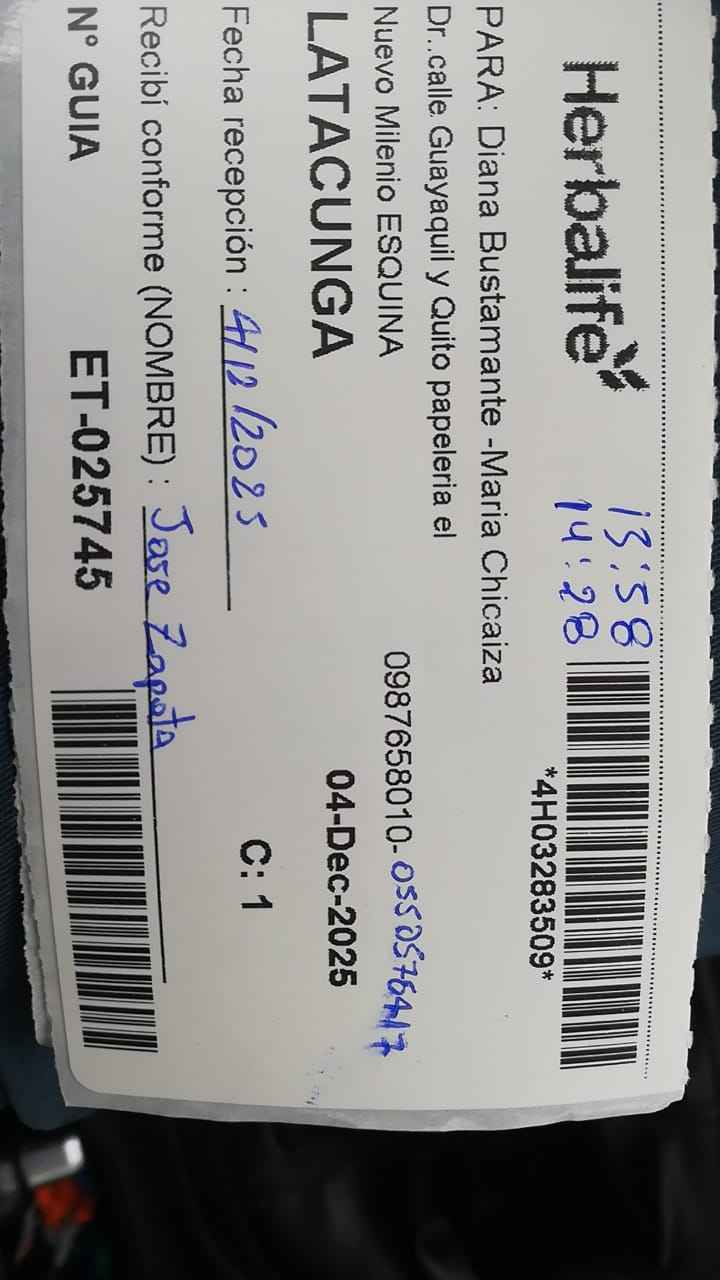 Herbalife
13:58
14:28
*4H03283509*
PARA: Diana Bustamante -Maria Chicaiza
Dr..calle Guayaquil y Quito papeleria el
Nuevo Milenio ESQUINA
0987658010-0550576417
LATACUNGA
04-Dec-2025
Fecha recepción : 4/12/2025
C: 1
Recibí conforme (NOMBRE) : Jose Zapata
N° GUIA ET-025745